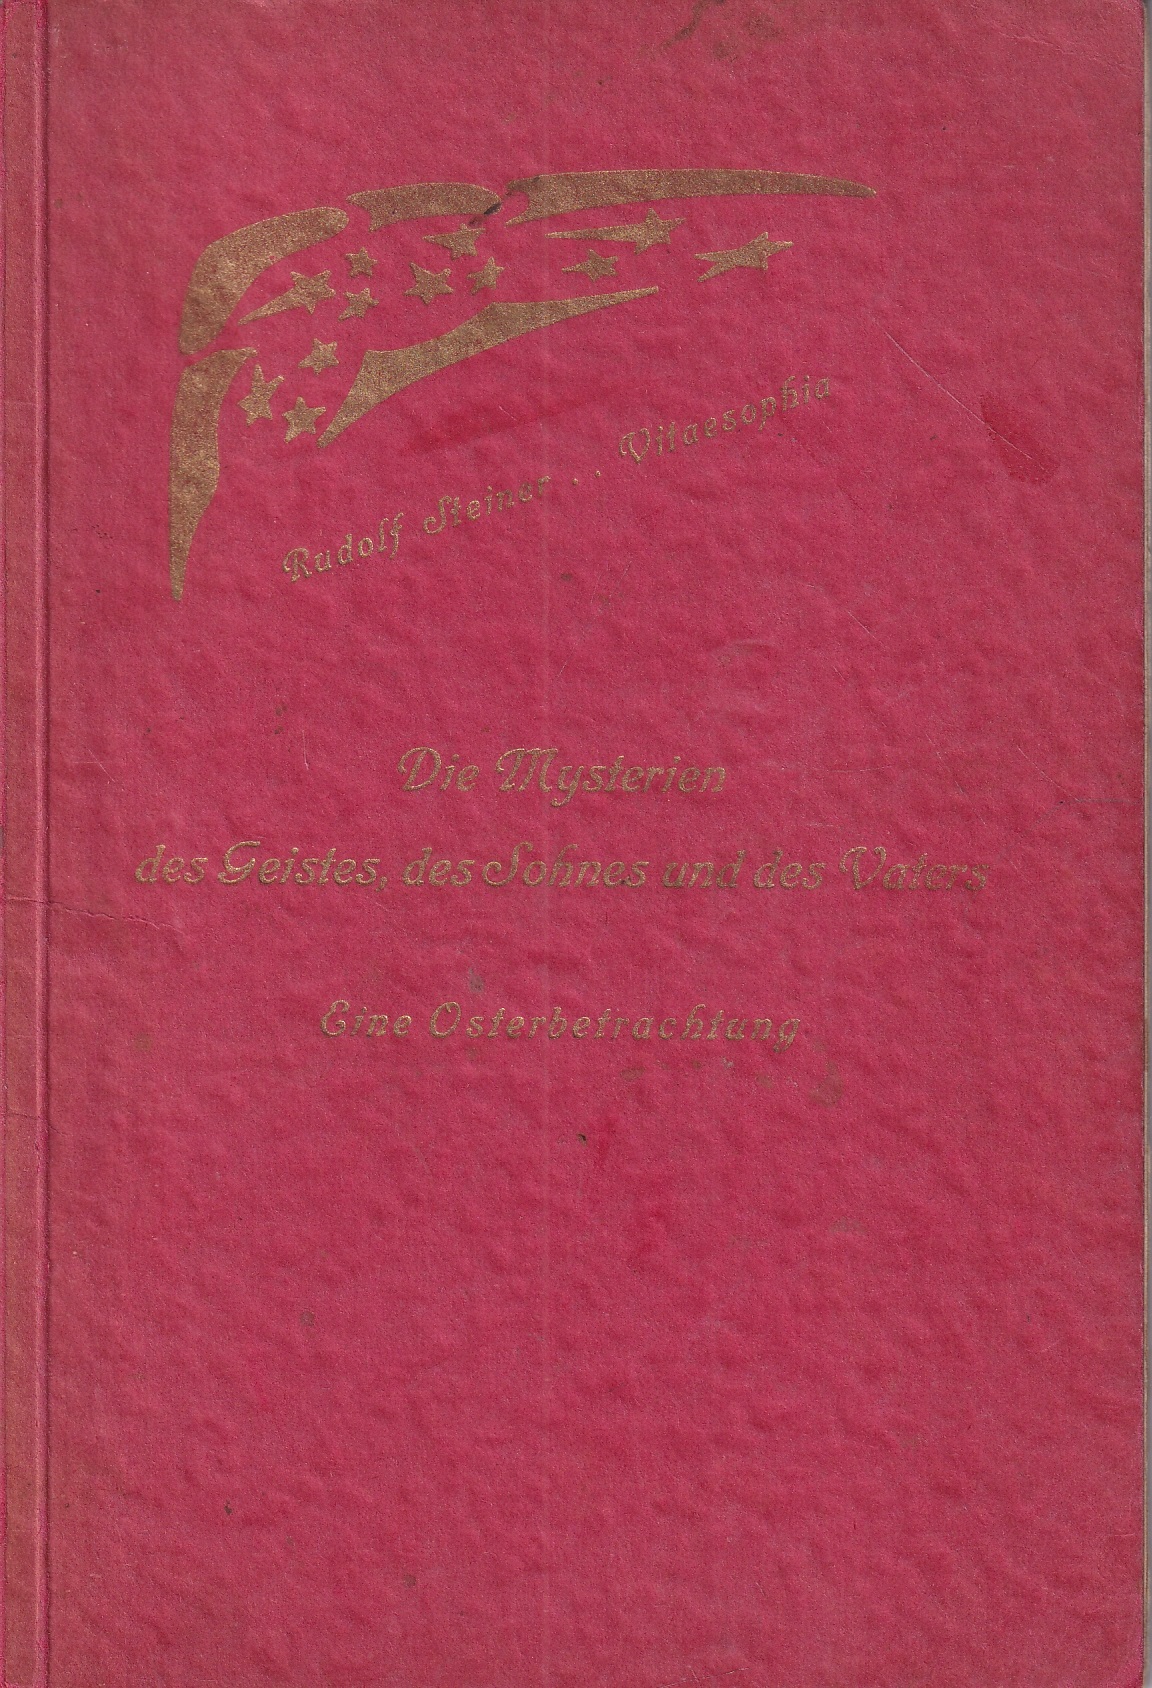 Rudolf Steiner .. Vitaesophia
Die Mysterien
des Geistes, des Sohnes und des Vaters
Eine Osterbetrachtung